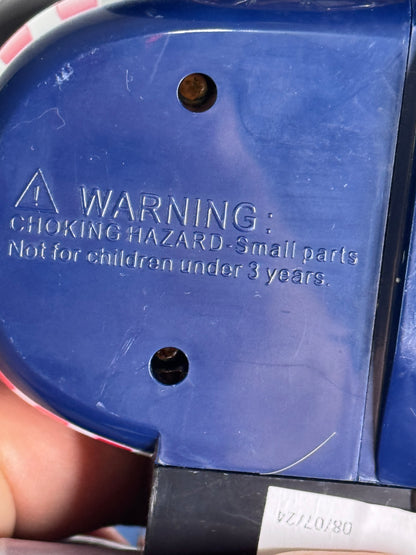 ⚠ WARNING:
CHOKING HAZARD-Small parts
Not for children under 3 years.
08/07/24